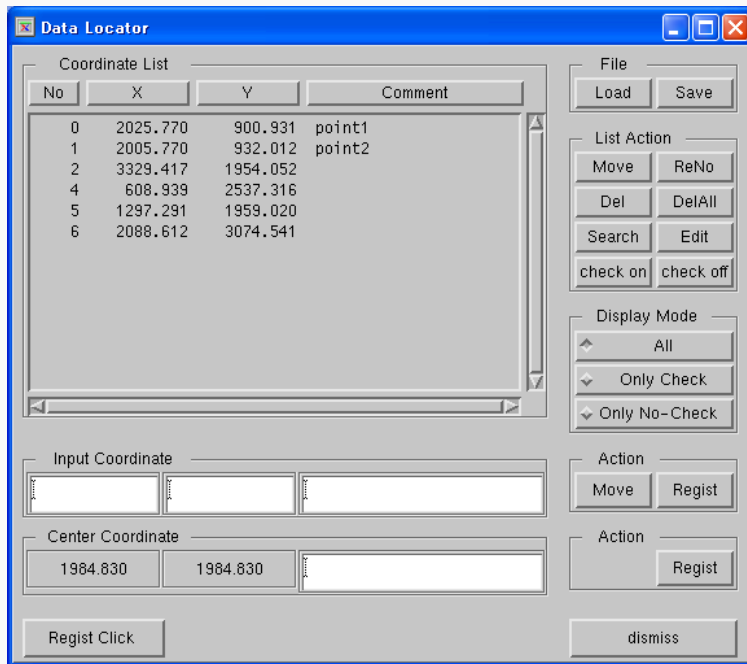 Data Locator
Coordinate List
No X Y Comment
0 2025.770 900.931 point1
1 2005.770 932.012 point2
2 3329.417 1954.052
4 608.939 2537.316
5 1297.291 1959.020
6 2088.612 3074.541
File
Load Save
List Action
Move ReNo
Del DelAll
Search Edit
check on check off
Display Mode
All
Only Check
Only No-Check
Input Coordinate
Action
Move Regist
Center Coordinate
1984.830 1984.830
Action
Regist
Regist Click
dismiss